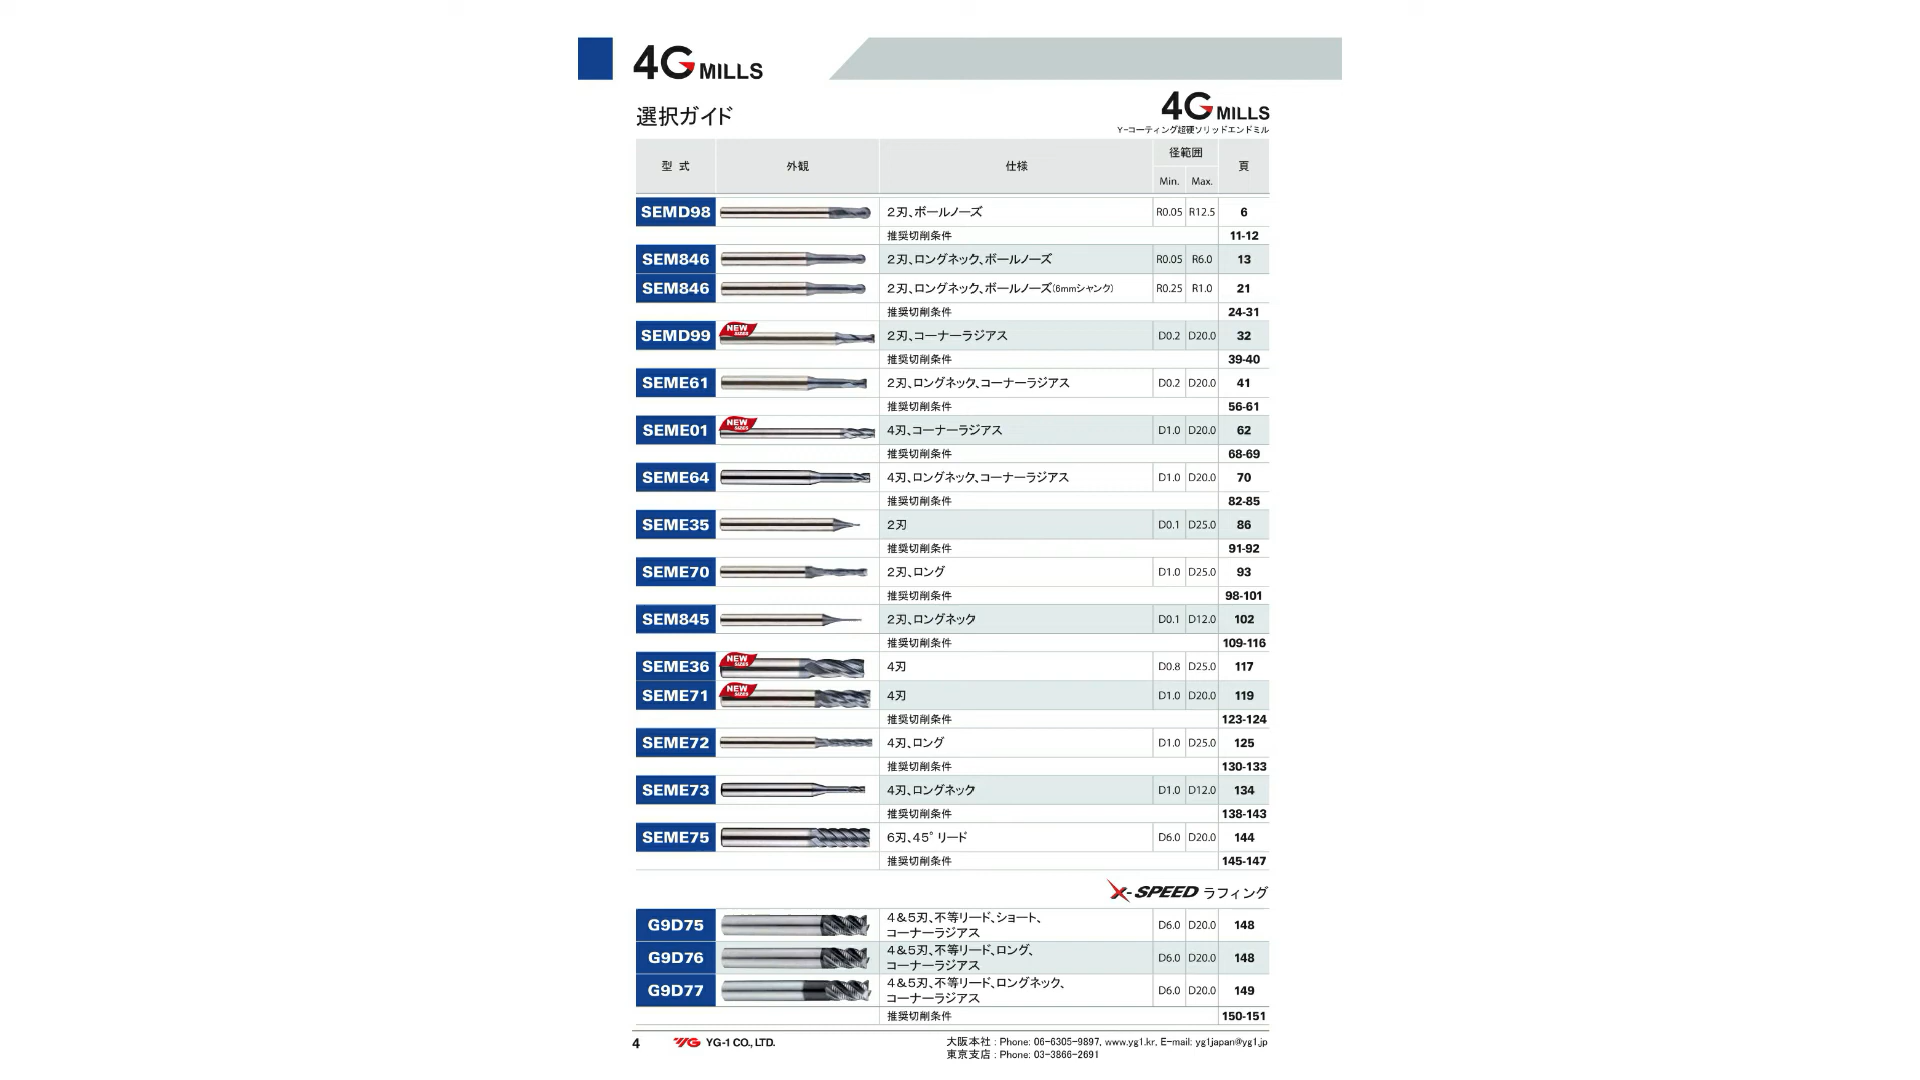 4G MILLS
選択ガイド
4G MILLS
Y-コーティング超硬ソリッドエンドミル
型 式 外観 仕様 径範囲 頁
Min. Max.
SEMD98 2刃、ボールノーズ R0.05 R12.5 6
推奨切削条件 11-12
SEM846 2刃、ロングネック、ボールノーズ R0.05 R6.0 13
SEM846 2刃、ロングネック、ボールノーズ(6mmシャンク) R0.25 R1.0 21
推奨切削条件 24-31
SEMD99 NEW SIZES 2刃、コーナーラジアス D0.2 D20.0 32
推奨切削条件 39-40
SEME61 2刃、ロングネック、コーナーラジアス D0.2 D20.0 41
推奨切削条件 56-61
SEME01 NEW SIZES 4刃、コーナーラジアス D1.0 D20.0 62
推奨切削条件 68-69
SEME64 4刃、ロングネック、コーナーラジアス D1.0 D20.0 70
推奨切削条件 82-85
SEME35 2刃 D0.1 D25.0 86
推奨切削条件 91-92
SEME70 2刃、ロング D1.0 D25.0 93
推奨切削条件 98-101
SEM845 2刃、ロングネック D0.1 D12.0 102
推奨切削条件 109-116
SEME36 NEW SIZES 4刃 D0.8 D25.0 117
SEME71 NEW SIZES 4刃 D1.0 D20.0 119
推奨切削条件 123-124
SEME72 4刃、ロング D1.0 D25.0 125
推奨切削条件 130-133
SEME73 4刃、ロングネック D1.0 D12.0 134
推奨切削条件 138-143
SEME75 6刃、45°リード D6.0 D20.0 144
推奨切削条件 145-147
X-SPEED ラフィング
G9D75 4&5刃、不等リード、ショート、
コーナーラジアス D6.0 D20.0 148
G9D76 4&5刃、不等リード、ロング、
コーナーラジアス D6.0 D20.0 148
G9D77 4&5刃、不等リード、ロングネック、
コーナーラジアス D6.0 D20.0 149
推奨切削条件 150-151
4 YG YG-1 CO., LTD. 大阪本社 : Phone: 06-6305-9897, www.yg1.kr, E-mail: yg1japan@yg1.jp
東京支店 : Phone: 03-3866-2691